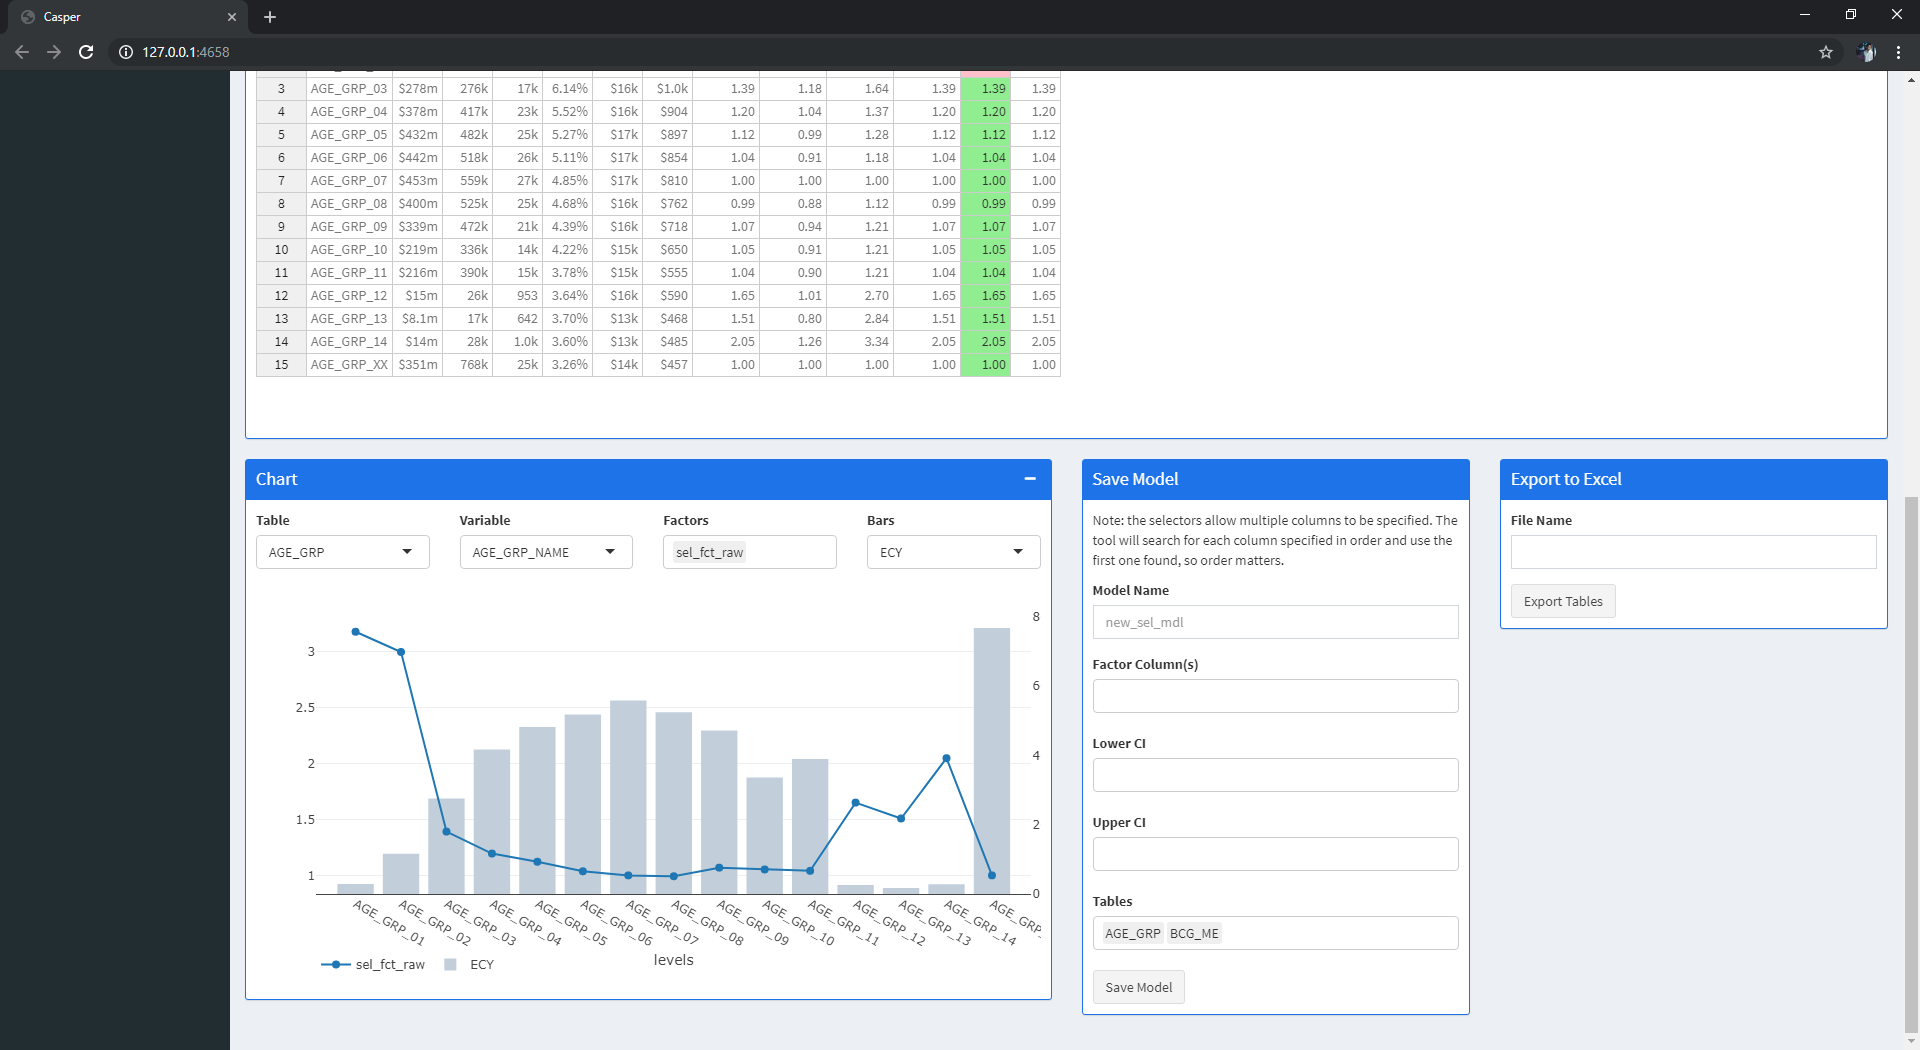 Casper
127.0.0.1:4658
3 AGE_GRP_03 $278m 276k 17k 6.14% $16k $1.0k 1.39 1.18 1.64 1.39 1.39 1.39
4 AGE_GRP_04 $378m 417k 23k 5.52% $16k $904 1.20 1.04 1.37 1.20 1.20 1.20
5 AGE_GRP_05 $432m 482k 25k 5.27% $17k $897 1.12 0.99 1.28 1.12 1.12 1.12
6 AGE_GRP_06 $442m 518k 26k 5.11% $17k $854 1.04 0.91 1.18 1.04 1.04 1.04
7 AGE_GRP_07 $453m 559k 27k 4.85% $17k $810 1.00 1.00 1.00 1.00 1.00 1.00
8 AGE_GRP_08 $400m 525k 25k 4.68% $16k $762 0.99 0.88 1.12 0.99 0.99 0.99
9 AGE_GRP_09 $339m 472k 21k 4.39% $16k $718 1.07 0.94 1.21 1.07 1.07 1.07
10 AGE_GRP_10 $219m 336k 14k 4.22% $15k $650 1.05 0.91 1.21 1.05 1.05 1.05
11 AGE_GRP_11 $216m 390k 15k 3.78% $15k $555 1.04 0.90 1.21 1.04 1.04 1.04
12 AGE_GRP_12 $15m 26k 953 3.64% $16k $590 1.65 1.01 2.70 1.65 1.65 1.65
13 AGE_GRP_13 $8.1m 17k 642 3.70% $13k $468 1.51 0.80 2.84 1.51 1.51 1.51
14 AGE_GRP_14 $14m 28k 1.0k 3.60% $13k $485 2.05 1.26 3.34 2.05 2.05 2.05
15 AGE_GRP_XX $351m 768k 25k 3.26% $14k $457 1.00 1.00 1.00 1.00 1.00 1.00
Chart
Table Variable Factors Bars
AGE_GRP AGE_GRP_NAME sel_fct_raw ECY
3
2.5
2
1.5
1
8
6
4
2
0
AGE_GRP_01
AGE_GRP_02
AGE_GRP_03
AGE_GRP_04
AGE_GRP_05
AGE_GRP_06
AGE_GRP_07
AGE_GRP_08
AGE_GRP_09
AGE_GRP_10
AGE_GRP_11
AGE_GRP_12
AGE_GRP_13
AGE_GRP_14
AGE_GRP_
levels
sel_fct_raw ECY
Save Model
Note: the selectors allow multiple columns to be specified. The
tool will search for each column specified in order and use the
first one found, so order matters.
Model Name
new_sel_mdl
Factor Column(s)
Lower CI
Upper CI
Tables
AGE_GRP BCG_ME
Save Model
Export to Excel
File Name
Export Tables